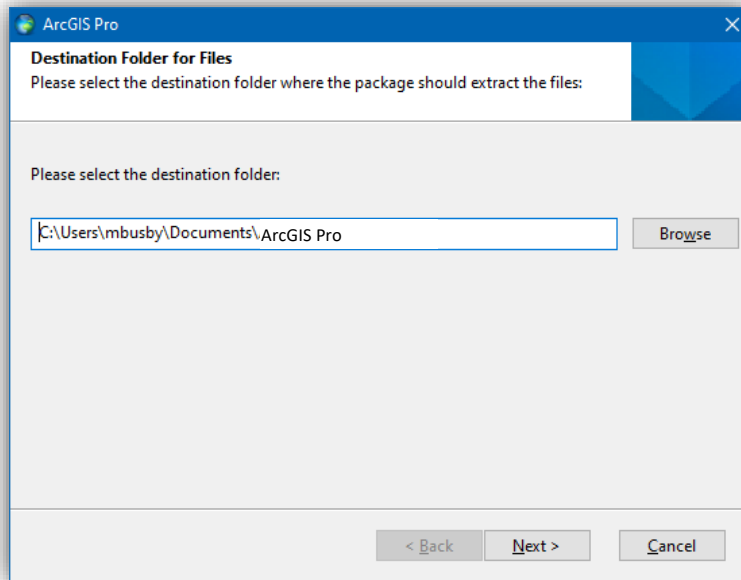 ArcGIS Pro
Destination Folder for Files
Please select the destination folder where the package should extract the files:
Please select the destination folder:
C:\Users\mbusby\Documents\ArcGIS Pro
Browse
< Back
Next >
Cancel